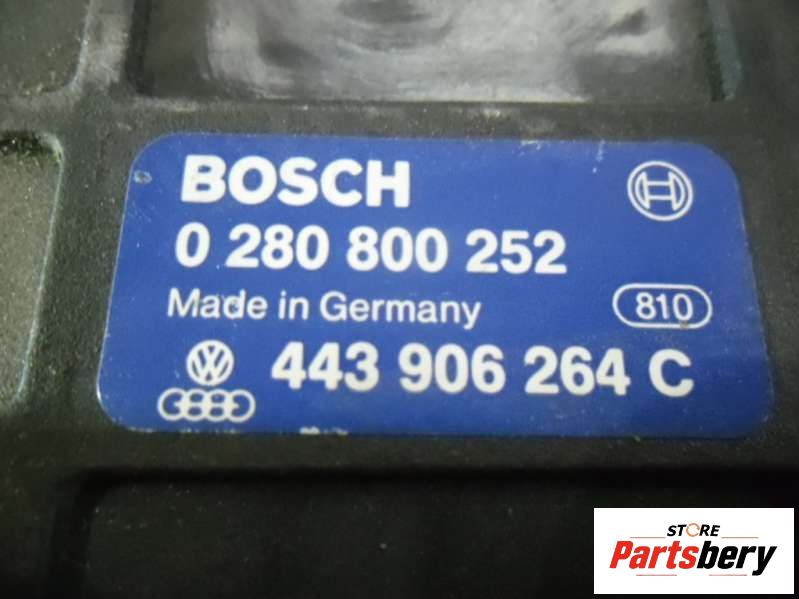 BOSCH
0 280 800 252
Made in Germany
810
443 906 264 C
STORE
Partsbery